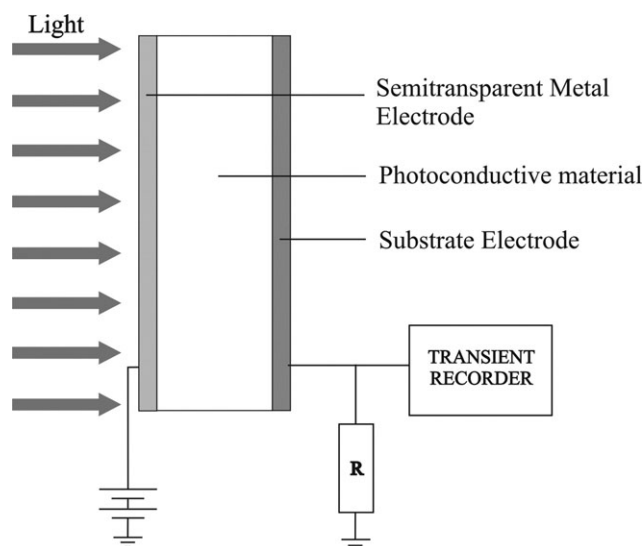 Light
Semitransparent Metal
Electrode
Photoconductive material
Substrate Electrode
TRANSIENT
RECORDER
R